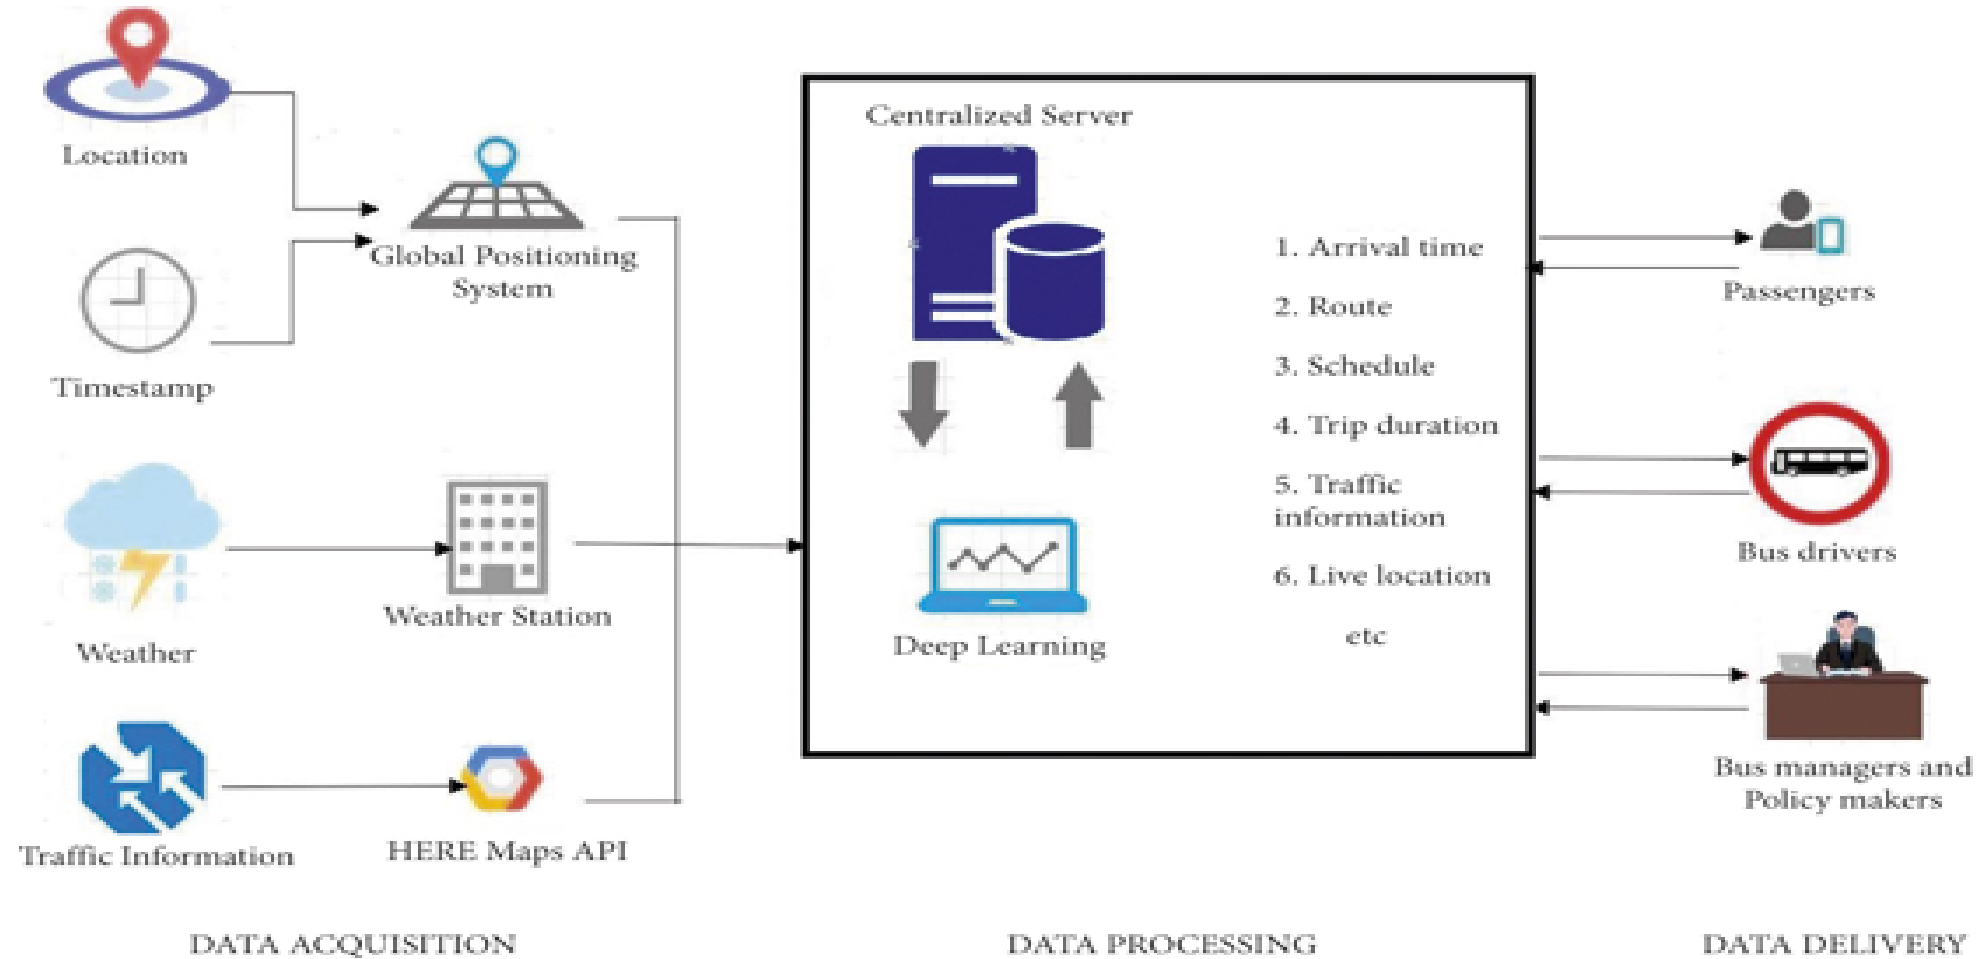 Location
Timestamp
Weather
Traffic Information
Global Positioning
System
Weather Station
HERE Maps API
DATA ACQUISITION
Centralized Server
Deep Learning
1. Arrival time
2. Route
3. Schedule
4. Trip duration
5. Traffic
information
6. Live location
etc
DATA PROCESSING
Passengers
Bus drivers
Bus managers and
Policy makers
DATA DELIVERY